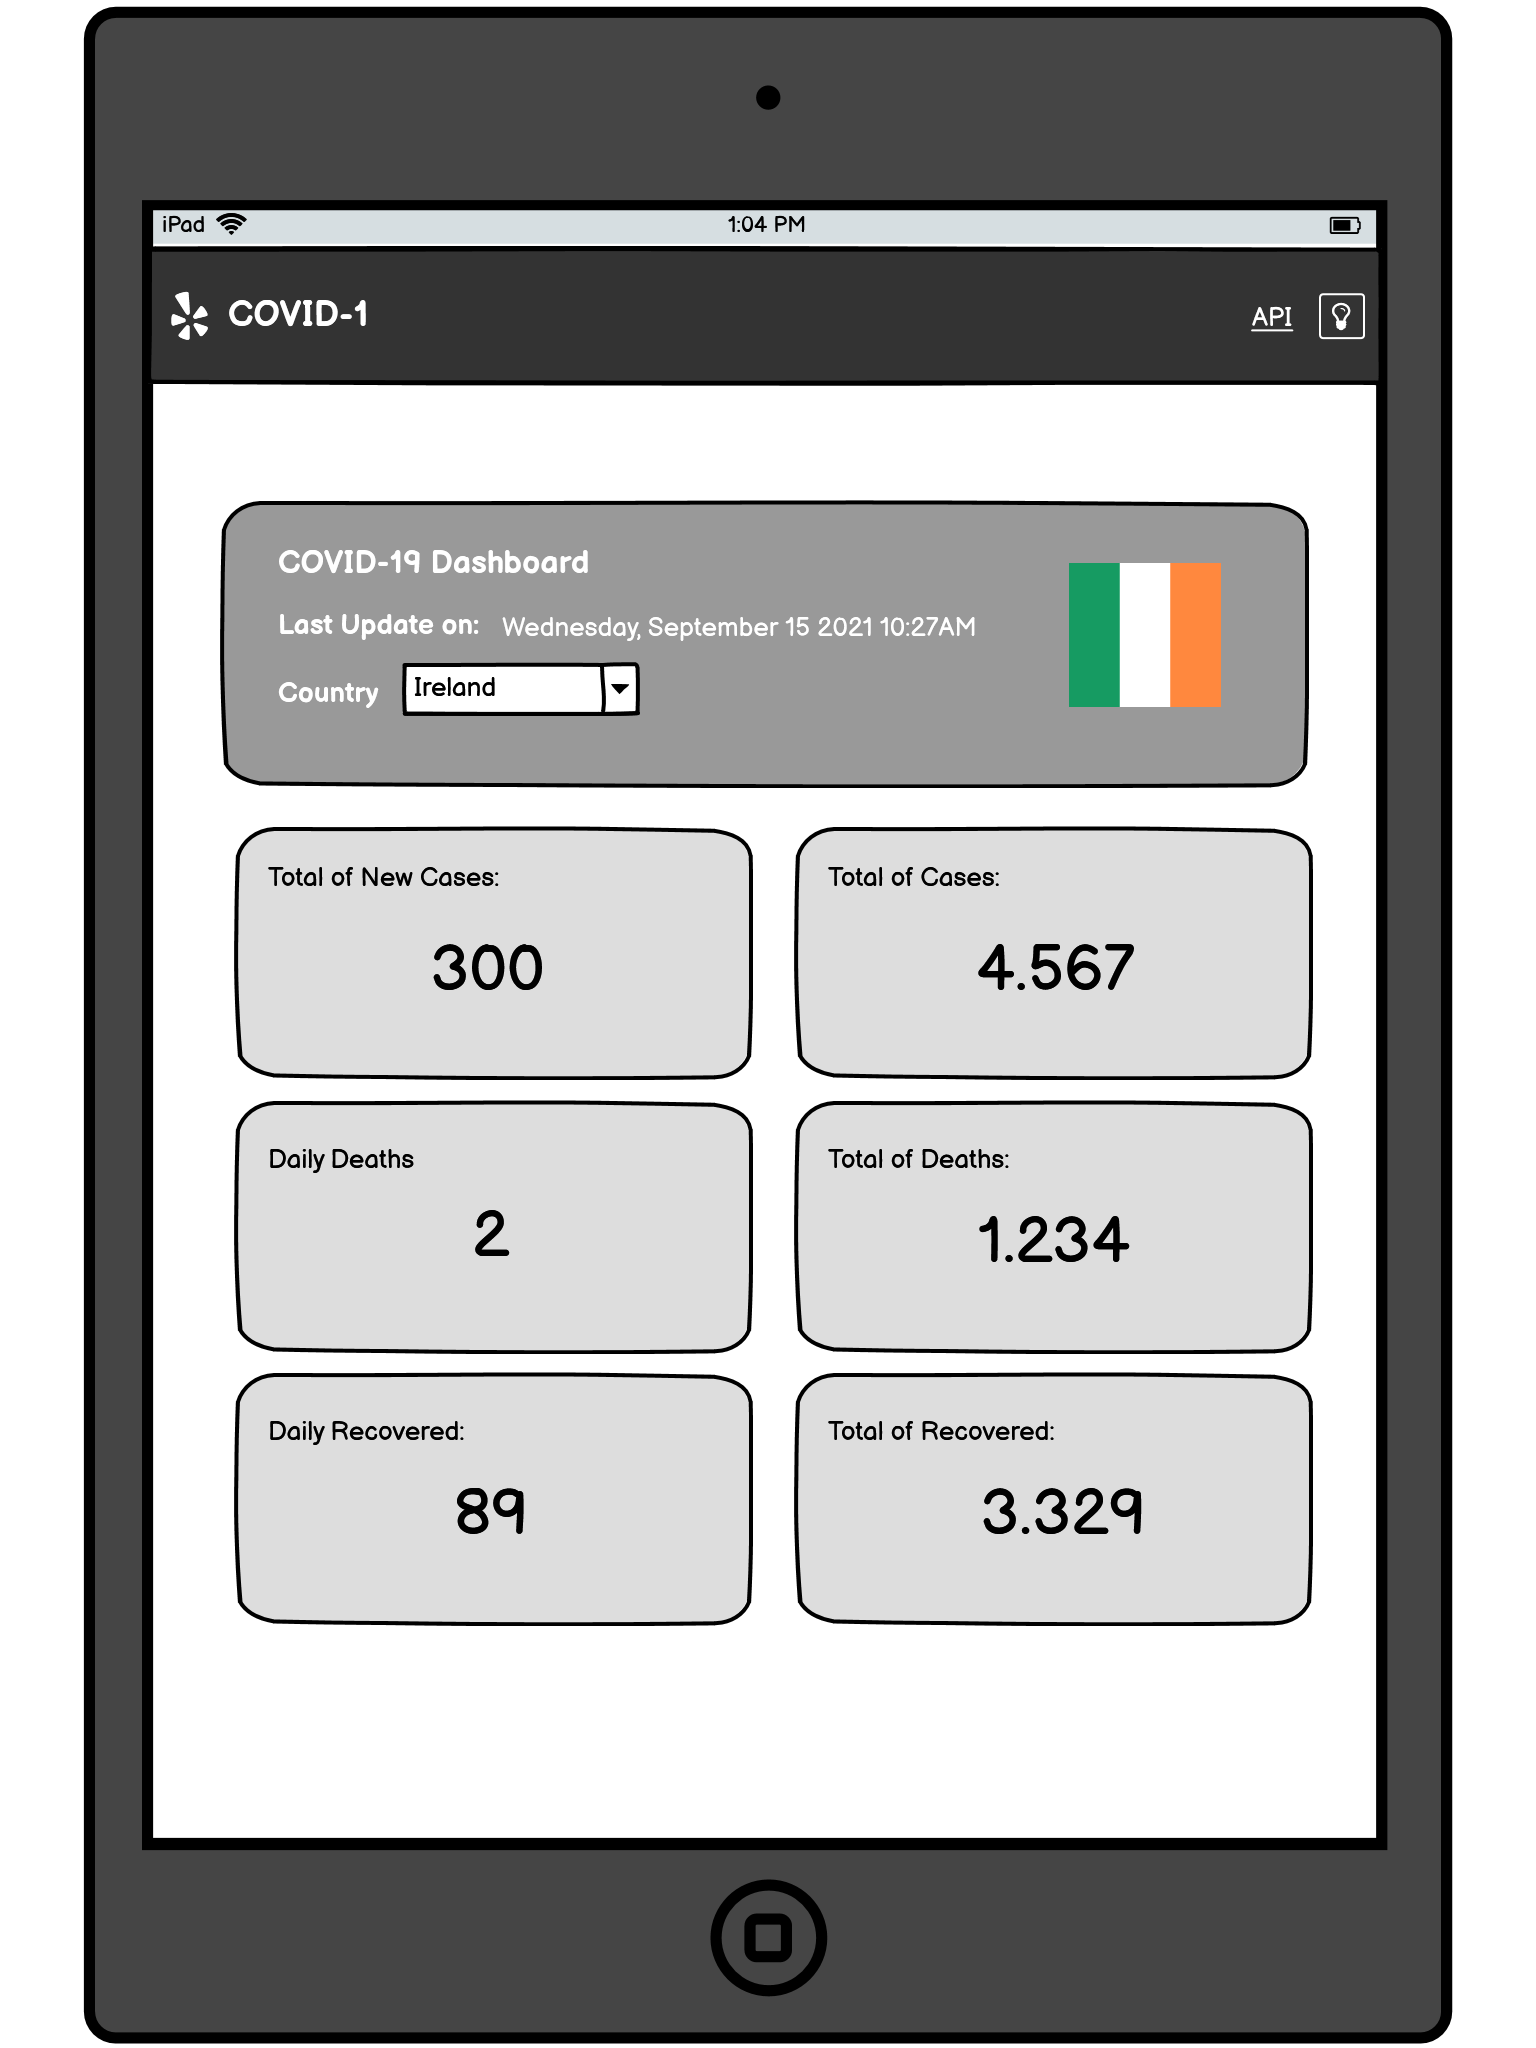 iPad
1:04 PM
COVID-1
API
COVID-19 Dashboard
Last Update on: Wednesday, September 15 2021 10:27AM
Country Ireland
Total of New Cases:
300
Total of Cases:
4.567
Daily Deaths
2
Total of Deaths:
1.234
Daily Recovered:
89
Total of Recovered:
3.329